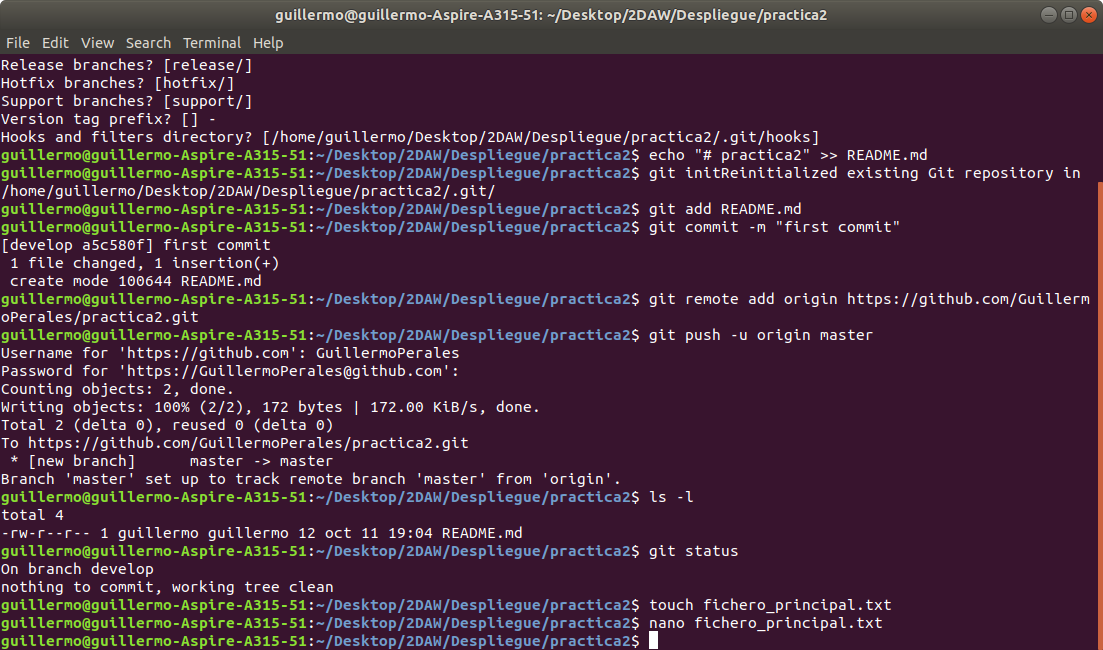 guillermo@guillermo-Aspire-A315-51: ~/Desktop/2DAW/Despliegue/practica2
File Edit View Search Terminal Help
Release branches? [release/]
Hotfix branches? [hotfix/]
Support branches? [support/]
Version tag prefix? [] -
Hooks and filters directory? [/home/guillermo/Desktop/2DAW/Despliegue/practica2/.git/hooks]
guillermo@guillermo-Aspire-A315-51:~/Desktop/2DAW/Despliegue/practica2$ echo "# practica2" >> README.md
guillermo@guillermo-Aspire-A315-51:~/Desktop/2DAW/Despliegue/practica2$ git initReinitialized existing Git repository in
/home/guillermo/Desktop/2DAW/Despliegue/practica2/.git/
guillermo@guillermo-Aspire-A315-51:~/Desktop/2DAW/Despliegue/practica2$ git add README.md
guillermo@guillermo-Aspire-A315-51:~/Desktop/2DAW/Despliegue/practica2$ git commit -m "first commit"
[develop a5c580f] first commit
 1 file changed, 1 insertion(+)
 create mode 100644 README.md
guillermo@guillermo-Aspire-A315-51:~/Desktop/2DAW/Despliegue/practica2$ git remote add origin https://github.com/Guillerm
oPerales/practica2.git
guillermo@guillermo-Aspire-A315-51:~/Desktop/2DAW/Despliegue/practica2$ git push -u origin master
Username for 'https://github.com': GuillermoPerales
Password for 'https://GuillermoPerales@github.com':
Counting objects: 2, done.
Writing objects: 100% (2/2), 172 bytes | 172.00 KiB/s, done.
Total 2 (delta 0), reused 0 (delta 0)
To https://github.com/GuillermoPerales/practica2.git
 * [new branch]      master -> master
Branch 'master' set up to track remote branch 'master' from 'origin'.
guillermo@guillermo-Aspire-A315-51:~/Desktop/2DAW/Despliegue/practica2$ ls -l
total 4
-rw-r--r-- 1 guillermo guillermo 12 oct 11 19:04 README.md
guillermo@guillermo-Aspire-A315-51:~/Desktop/2DAW/Despliegue/practica2$ git status
On branch develop
nothing to commit, working tree clean
guillermo@guillermo-Aspire-A315-51:~/Desktop/2DAW/Despliegue/practica2$ touch fichero_principal.txt
guillermo@guillermo-Aspire-A315-51:~/Desktop/2DAW/Despliegue/practica2$ nano fichero_principal.txt
guillermo@guillermo-Aspire-A315-51:~/Desktop/2DAW/Despliegue/practica2$